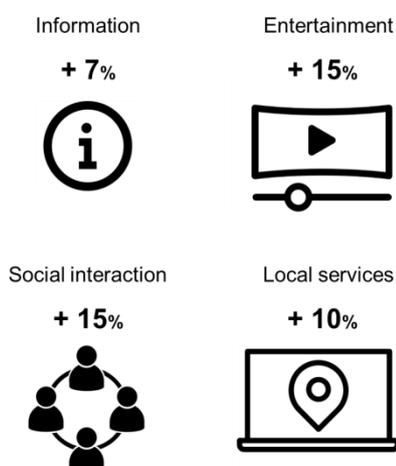 Information
+ 7%
Entertainment
+ 15%
Social interaction
+ 15%
Local services
+ 10%